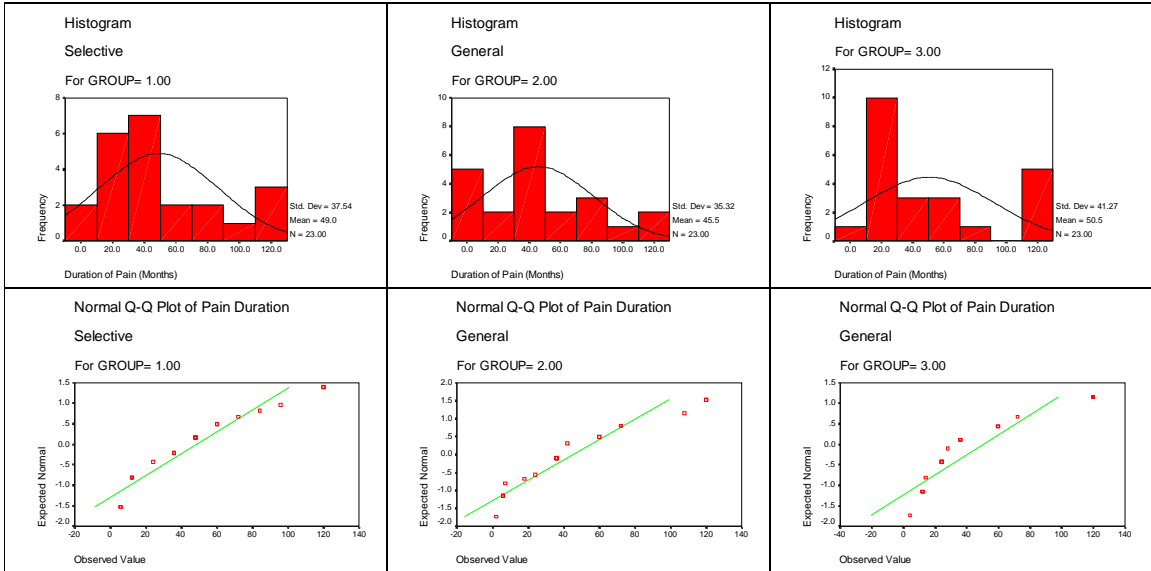 Histogram
Selective
For GROUP= 1.00
8
6
4
2
0
Frequency
Std. Dev = 37.54
Mean = 49.0
N = 23.00
0.0 20.0 40.0 60.0 80.0 100.0 120.0
Duration of Pain (Months)
Histogram
General
For GROUP= 2.00
10
8
6
4
2
0
Frequency
Std. Dev = 35.32
Mean = 45.5
N = 23.00
0.0 20.0 40.0 60.0 80.0 100.0 120.0
Duration of Pain (Months)
Histogram
For GROUP= 3.00
12
10
8
6
4
2
0
Frequency
Std. Dev = 41.27
Mean = 50.5
N = 23.00
0.0 20.0 40.0 60.0 80.0 100.0 120.0
Duration of Pain (Months)
Normal Q-Q Plot of Pain Duration
Selective
For GROUP= 1.00
1.5
1.0
.5
0.0
-.5
-1.0
-1.5
-2.0
Expected Normal
-20 0 20 40 60 80 100 120 140
Observed Value
Normal Q-Q Plot of Pain Duration
General
For GROUP= 2.00
2.0
1.5
1.0
.5
0.0
-.5
-1.0
-1.5
-2.0
Expected Normal
-20 0 20 40 60 80 100 120 140
Observed Value
Normal Q-Q Plot of Pain Duration
General
For GROUP= 3.00
1.5
1.0
.5
0.0
-.5
-1.0
-1.5
-2.0
Expected Normal
-40 -20 0 20 40 60 80 100 120 140
Observed Value